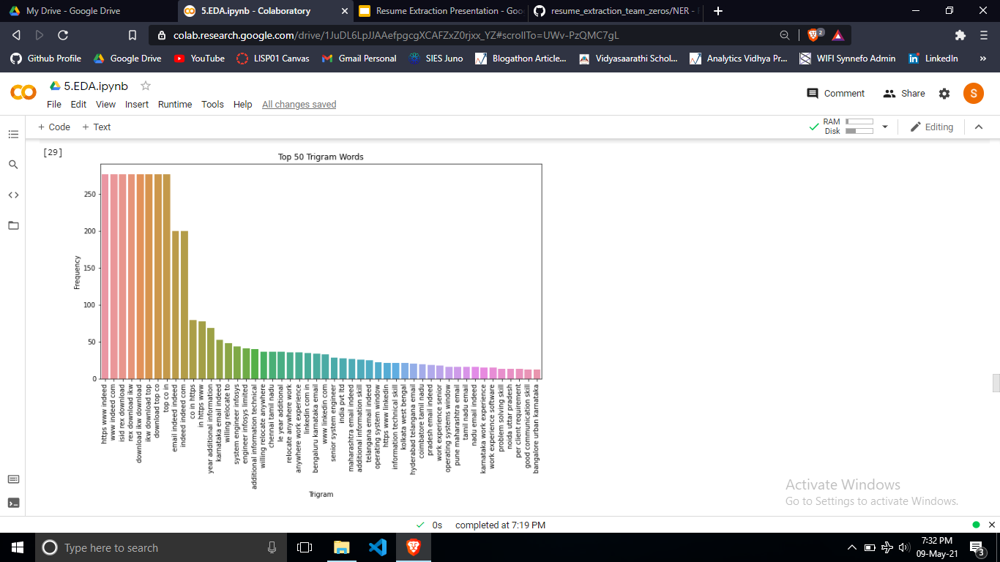 My Drive - Google Drive
5.EDA.ipynb - Colaboratory
Resume Extraction Presentation - Goo
resume_extraction_team_zeros/NER -
colab.research.google.com/drive/1JuDL6LpJJAAefpgcgXCAFZxZ0rjxx_YZ#scrollTo=UWv-PzQMC7gL
2
Github Profile
Google Drive
YouTube
LISP01 Canvas
Gmail Personal
SIES Juno
Blogathon Article...
Vidyasaarathi Schol...
Analytics Vidhya Pr...
WIFI Synnefo Admin
LinkedIn
»
5.EDA.ipynb
File Edit View Insert Runtime Tools Help All changes saved
Comment
Share
S
+ Code + Text
RAM
Disk
Editing
[29]
Top 50 Trigram Words
Frequency
250
200
150
100
50
0
https www indeed
www indeed com
isid rex download
rex download ikw
download ikw download
ikw download top
download top co
top co in
email indeed indeed
indeed indeed com
co in https
in https www
year additional information
karnataka email indeed
willing relocate to
system engineer infosys
engineer infosys limited
additional information technical
willing relocate anywhere
chennai tamil nadu
le year additional
relocate anywhere work
anywhere work experience
linkedin com in
bengaluru karnataka email
www linkedin com
senior system engineer
india pvt ltd
maharashtra email indeed
additional information skill
telangana email indeed
operating system window
https www linkedin
information technical skill
kolkata west bengal
hyderabad telangana email
coimbatore tamil nadu
pradesh email indeed
work experience senior
operating systems window
pune maharashtra email
tamil nadu email
nadu email indeed
karnataka work experience
work experience software
problem solving skill
noida uttar pradesh
per client requirement
good communication skill
bangalore urban karnataka
Trigram
Activate Windows
Go to Settings to activate Windows.
0s completed at 7:19 PM
Type here to search
7:32 PM
09-May-21
3